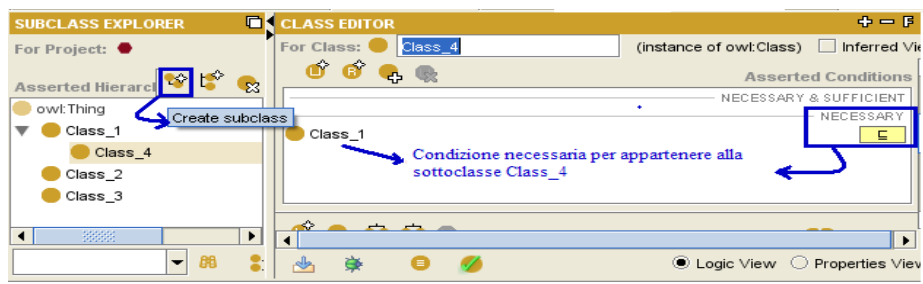 SUBCLASS EXPLORER
For Project:
Asserted Hierarc
Create subclass
owl:Thing
Class_1
Class_4
Class_2
Class_3
CLASS EDITOR
For Class: Class_4 (instance of owl:Class) Inferred Vie
Asserted Conditions
NECESSARY & SUFFICIENT
NECESSARY
Class_1
Condizione necessaria per appartenere alla
sottoclasse Class_4
Logic View Properties View